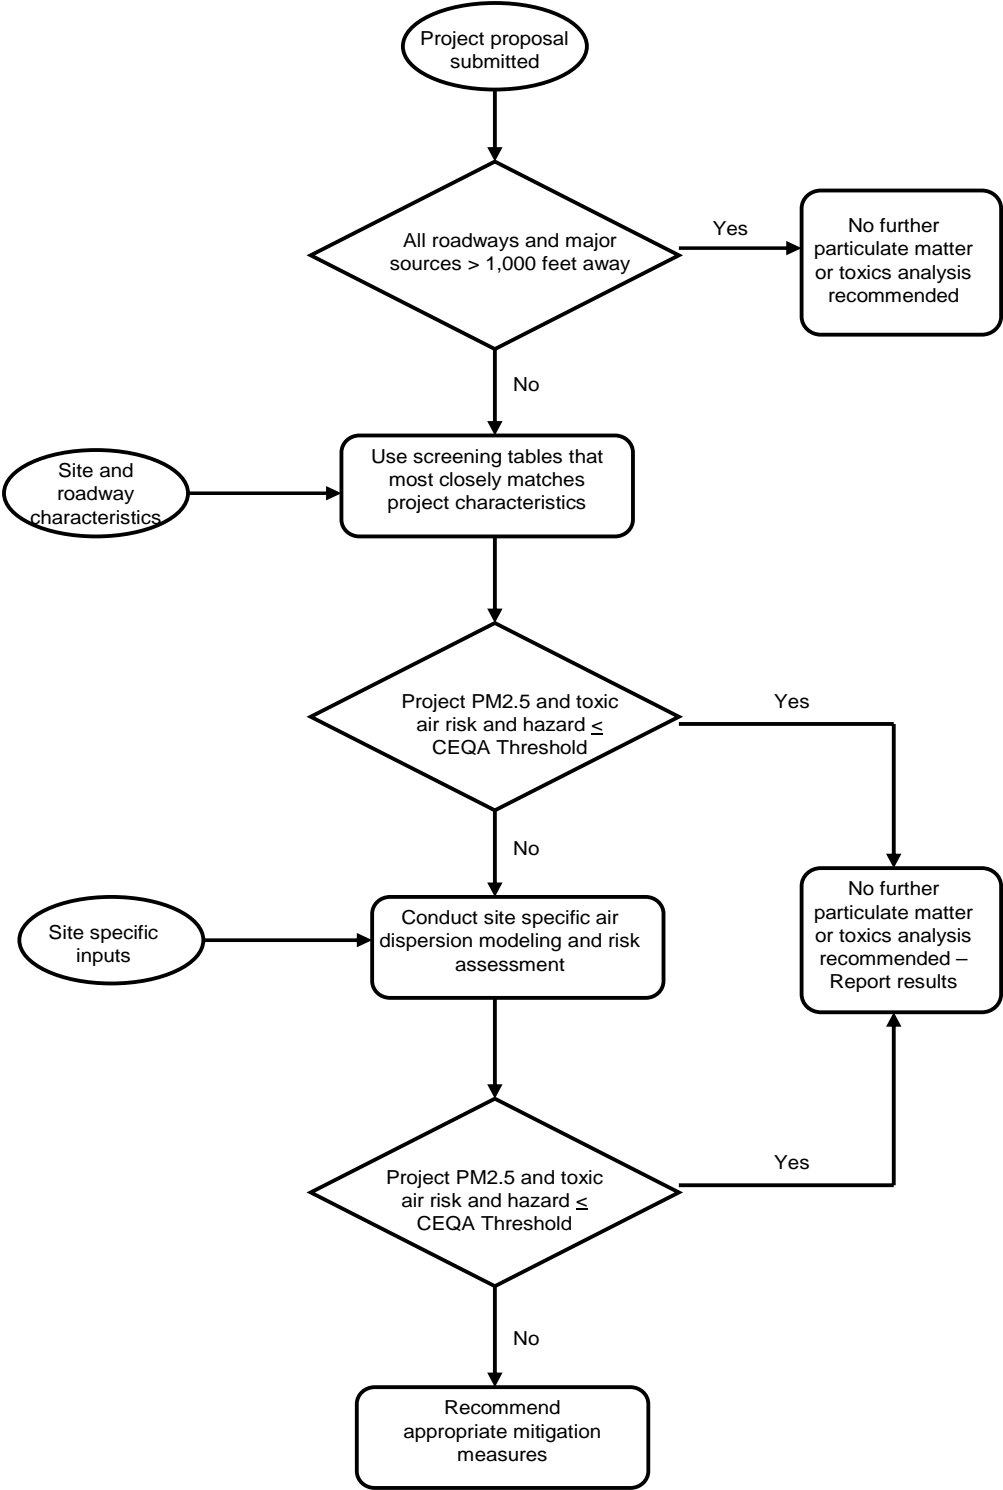 Project proposal
submitted
All roadways and major
sources > 1,000 feet away
Yes
No further
particulate matter
or toxics analysis
recommended
No
Site and
roadway
characteristics
Use screening tables that
most closely matches
project characteristics
Project PM2.5 and toxic
air risk and hazard ≤
CEQA Threshold
Yes
No
Site specific
inputs
Conduct site specific air
dispersion modeling and risk
assessment
No further
particulate matter
or toxics analysis
recommended –
Report results
Project PM2.5 and toxic
air risk and hazard ≤
CEQA Threshold
Yes
No
Recommend
appropriate mitigation
measures